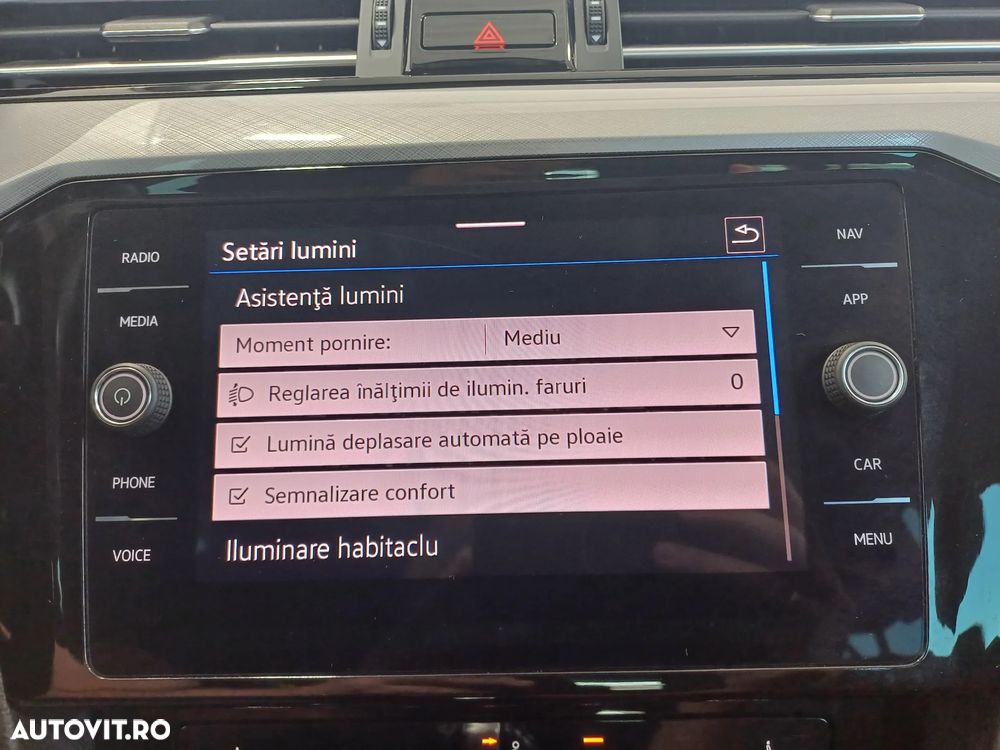 RADIO
MEDIA
PHONE
VOICE
Setări lumini
Asistenţă lumini
Moment pornire: Mediu
Reglarea înălţimii de ilumin. faruri 0
Lumină deplasare automată pe ploaie
Semnalizare confort
Iluminare habitaclu
NAV
APP
CAR
MENU
AUTOVIT.RO